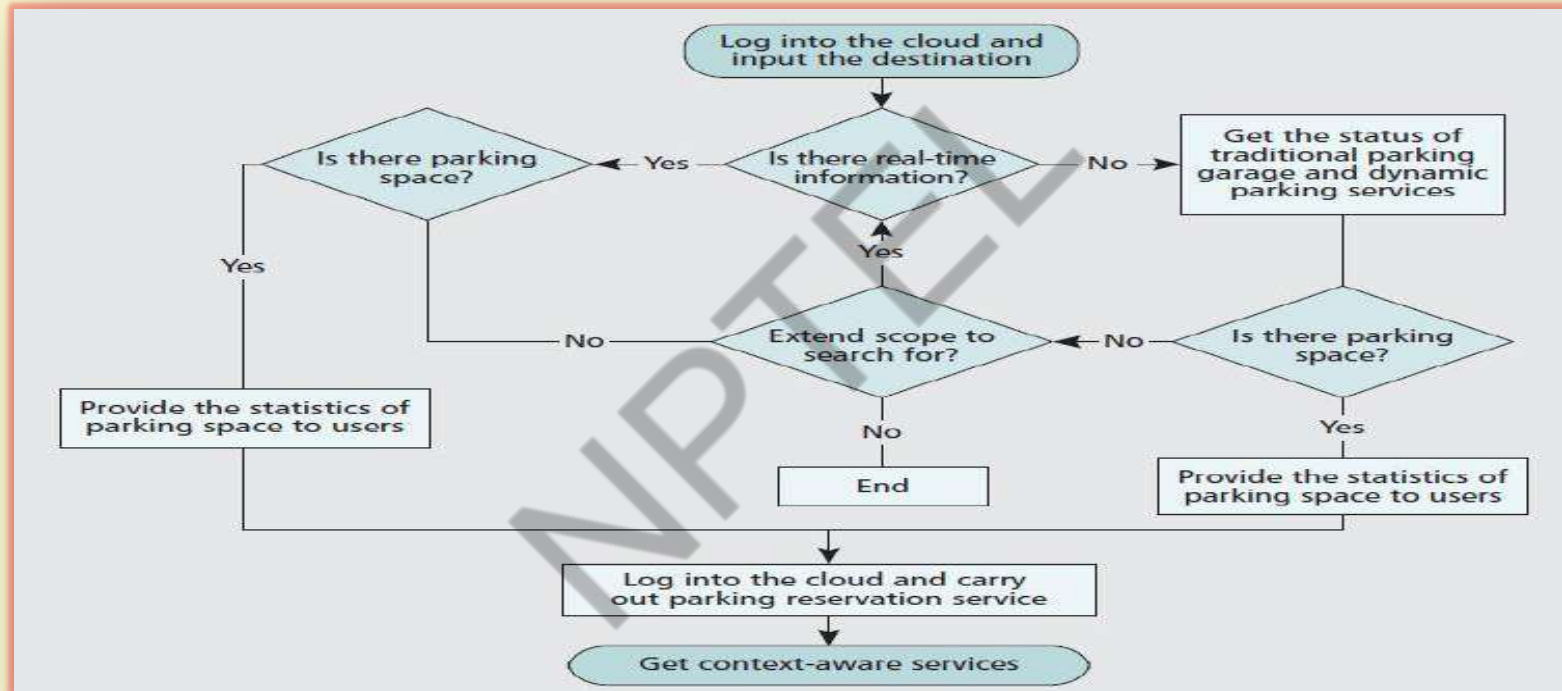 Log into the cloud and
input the destination
Is there parking
space?
Yes
Is there real-time
information?
No
Get the status of
traditional parking
garage and dynamic
parking services
Yes
Yes
No
Extend scope to
search for?
No
Is there parking
space?
Provide the statistics of
parking space to users
No
Yes
End
Provide the statistics of
parking space to users
Log into the cloud and carry
out parking reservation service
Get context-aware services
NPTEL